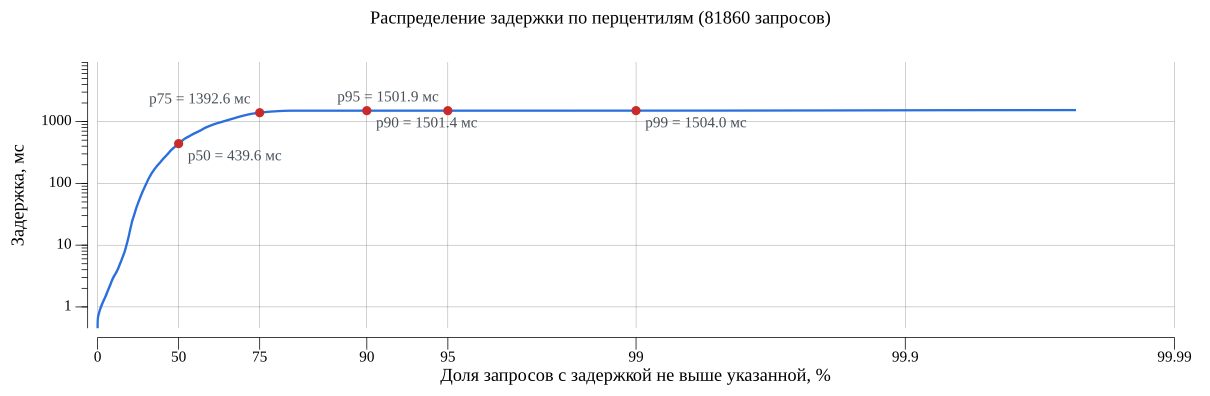 Распределение задержки по перцентилям (81860 запросов)
p75 = 1392.6 мс
p95 = 1501.9 мс
p90 = 1501.4 мс
p99 = 1504.0 мс
p50 = 439.6 мс
Задержка, мс
1000
100
10
1
0 50 75 90 95 99 99.9 99.99
Доля запросов с задержкой не выше указанной, %